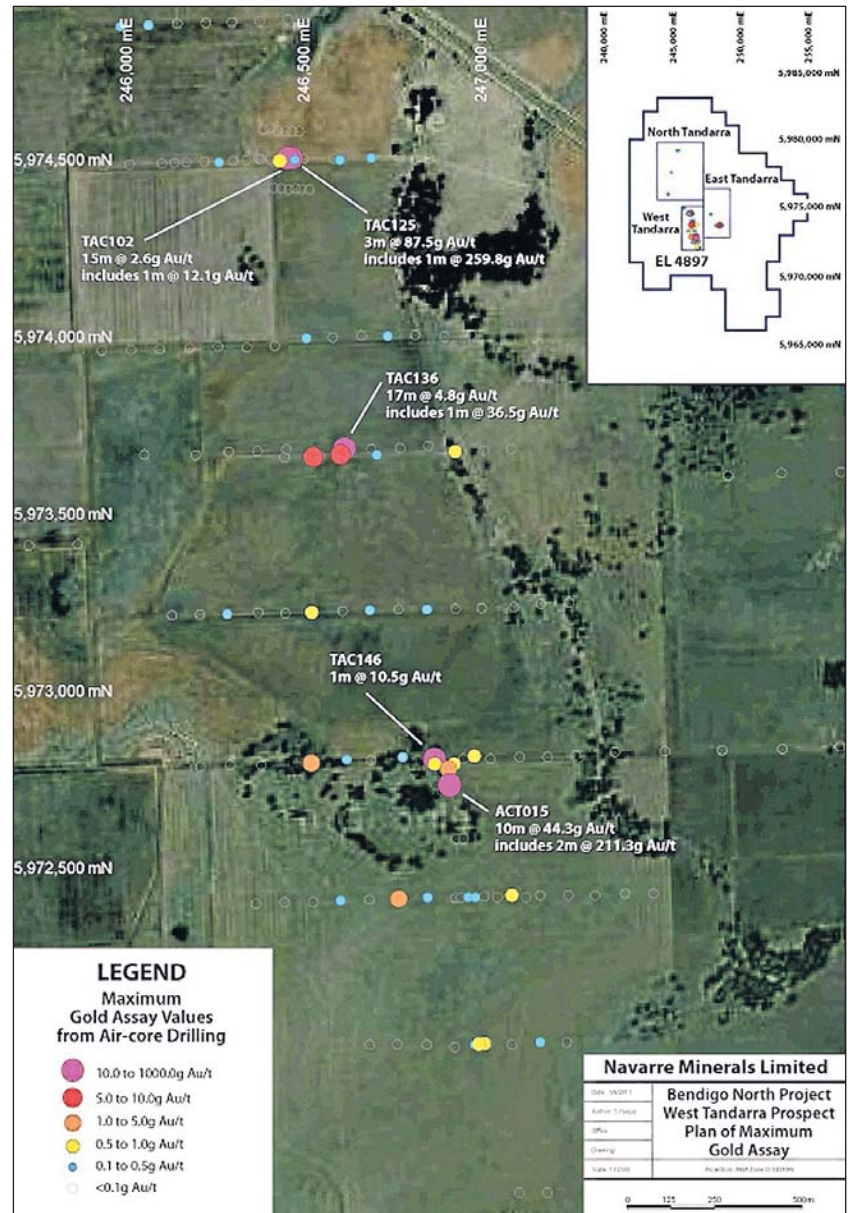 246,000 mE
246,500 mE
247,000 mE
240,000 mE
245,000 mE
250,000 mE
255,000 mE
5,985,000 mN
5,980,000 mN
5,975,000 mN
5,970,000 mN
5,965,000 mN
North Tandarra
East Tandarra
West
Tandarra
EL 4897
5,974,500 mN
TAC102
15m @ 2.6g Au/t
includes 1m @ 12.1g Au/t
TAC125
3m @ 87.5g Au/t
includes 1m @ 259.8g Au/t
5,974,000 mN
TAC136
17m @ 4.8g Au/t
includes 1m @ 36.5g Au/t
5,973,500 mN
TAC146
1m @ 10.5g Au/t
5,973,000 mN
ACT015
10m @ 44.3g Au/t
includes 2m @ 211.3g Au/t
5,972,500 mN
LEGEND
Maximum
Gold Assay Values
from Air-core Drilling
10.0 to 1000.0g Au/t
5.0 to 10.0g Au/t
1.0 to 5.0g Au/t
0.5 to 1.0g Au/t
0.1 to 0.5g Au/t
<0.1g Au/t
Navarre Minerals Limited
Bendigo North Project
West Tandarra Prospect
Plan of Maximum
Gold Assay
0 125 250 500m